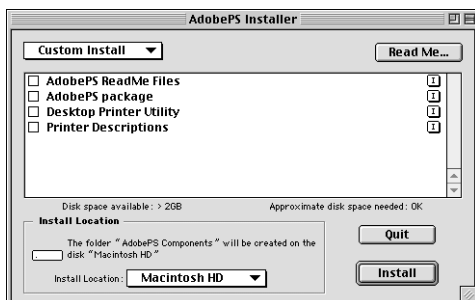 AdobePS Installer
Custom Install
Read Me...
AdobePS ReadMe Files
AdobePS package
Desktop Printer Utility
Printer Descriptions
Disk space available: > 2GB Approximate disk space needed: 0K
Install Location
The folder "AdobePS Components" will be created on the
disk "Macintosh HD"
Install Location: Macintosh HD
Quit
Install